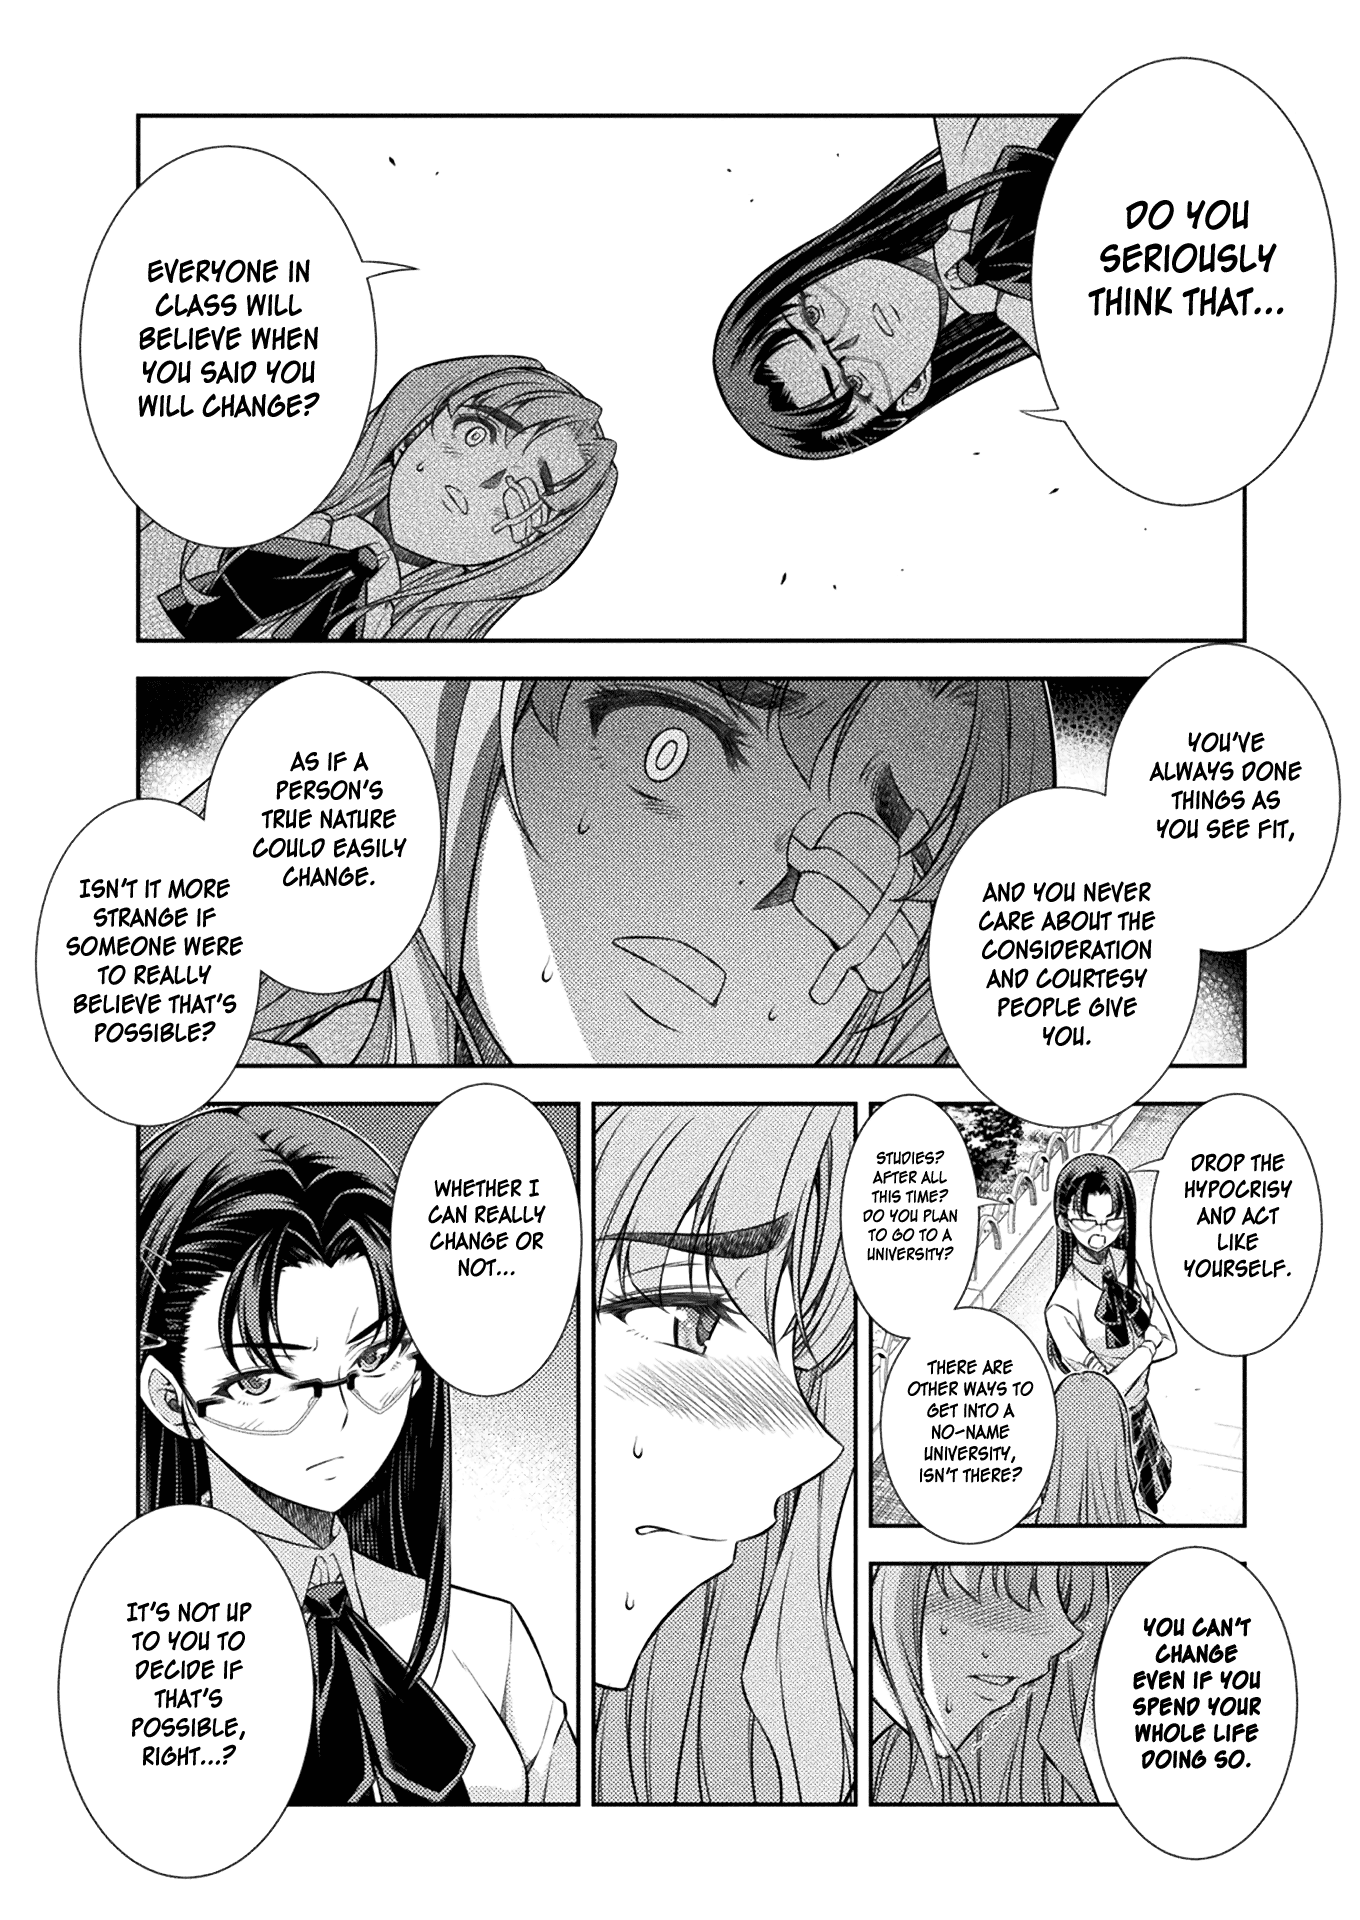 DO YOU
SERIOUSLY
THINK THAT...
EVERYONE IN
CLASS WILL
BELIEVE WHEN
YOU SAID YOU
WILL CHANGE?
YOU'VE
ALWAYS DONE
THINGS AS
YOU SEE FIT,
AND YOU NEVER
CARE ABOUT THE
CONSIDERATION
AND COURTESY
PEOPLE GIVE
YOU.
AS IF A
PERSON'S
TRUE NATURE
COULD EASILY
CHANGE.
ISN'T IT MORE
STRANGE IF
SOMEONE WERE
TO REALLY
BELIEVE THAT'S
POSSIBLE?
DROP THE
HYPOCRISY
AND ACT
LIKE
YOURSELF.
STUDIES?
AFTER ALL
THIS TIME?
DO YOU PLAN
TO GO TO A
UNIVERSITY?
THERE ARE
OTHER WAYS TO
GET INTO A
NO-NAME
UNIVERSITY,
ISN'T THERE?
YOU CAN'T
CHANGE
EVEN IF YOU
SPEND YOUR
WHOLE LIFE
DOING SO.
WHETHER I
CAN REALLY
CHANGE OR
NOT...
IT'S NOT UP
TO YOU TO
DECIDE IF
THAT'S
POSSIBLE,
RIGHT...?